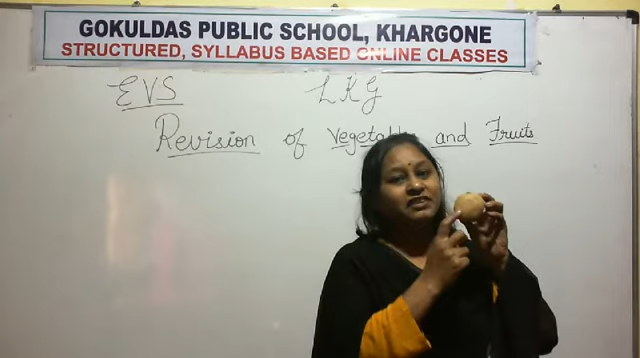 GOKULDAS PUBLIC SCHOOL, KHARGONE
STRUCTURED, SYLLABUS BASED ONLINE CLASSES
EVS LKG
Revision of and Fruits